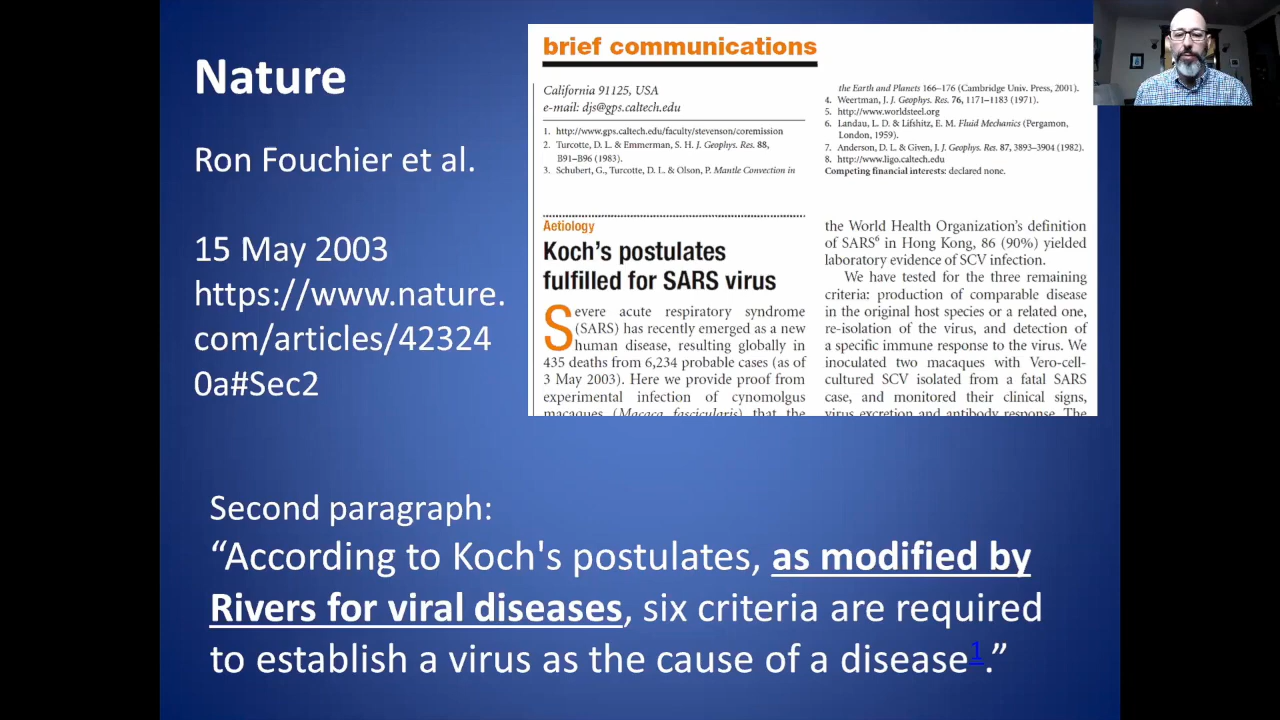 Nature
Ron Fouchier et al.
15 May 2003
https://www.nature.
com/articles/42324
0a#Sec2
brief communications
California 91125, USA
e-mail: djs@gps.caltech.edu
1. http://www.gps.caltech.edu/faculty/stevenson/coremission
2. Turcotte, D. L. & Emmerman, S. H. J. Geophys. Res. 88,
B91–B96 (1983).
3. Schubert, G., Turcotte, D. L. & Olson, P. Mantle Convection in
the Earth and Planets 166–176 (Cambridge Univ. Press, 2001).
4. Weertman, J. J. Geophys. Res. 76, 1171–1183 (1971).
5. http://www.worldsteel.org
6. Landau, L. D. & Lifshitz, E. M. Fluid Mechanics (Pergamon,
London, 1959).
7. Anderson, D. L. & Given, J. J. Geophys. Res. 87, 3893–3904 (1982).
8. http://www.ligo.caltech.edu
Competing financial interests: declared none.
Aetiology
Koch's postulates
fulfilled for SARS virus
Severe acute respiratory syndrome
(SARS) has recently emerged as a new
human disease, resulting globally in
435 deaths from 6,234 probable cases (as of
3 May 2003). Here we provide proof from
experimental infection of cynomolgus
macaques (Macaca fascicularis) that the
the World Health Organization's definition
of SARS6 in Hong Kong, 86 (90%) yielded
laboratory evidence of SCV infection.
We have tested for the three remaining
criteria: production of comparable disease
in the original host species or a related one,
re-isolation of the virus, and detection of
a specific immune response to the virus. We
inoculated two macaques with Vero-cell-
cultured SCV isolated from a fatal SARS
case, and monitored their clinical signs,
virus excretion and antibody response. The
Second paragraph:
“According to Koch's postulates, as modified by
Rivers for viral diseases, six criteria are required
to establish a virus as the cause of a disease1.”